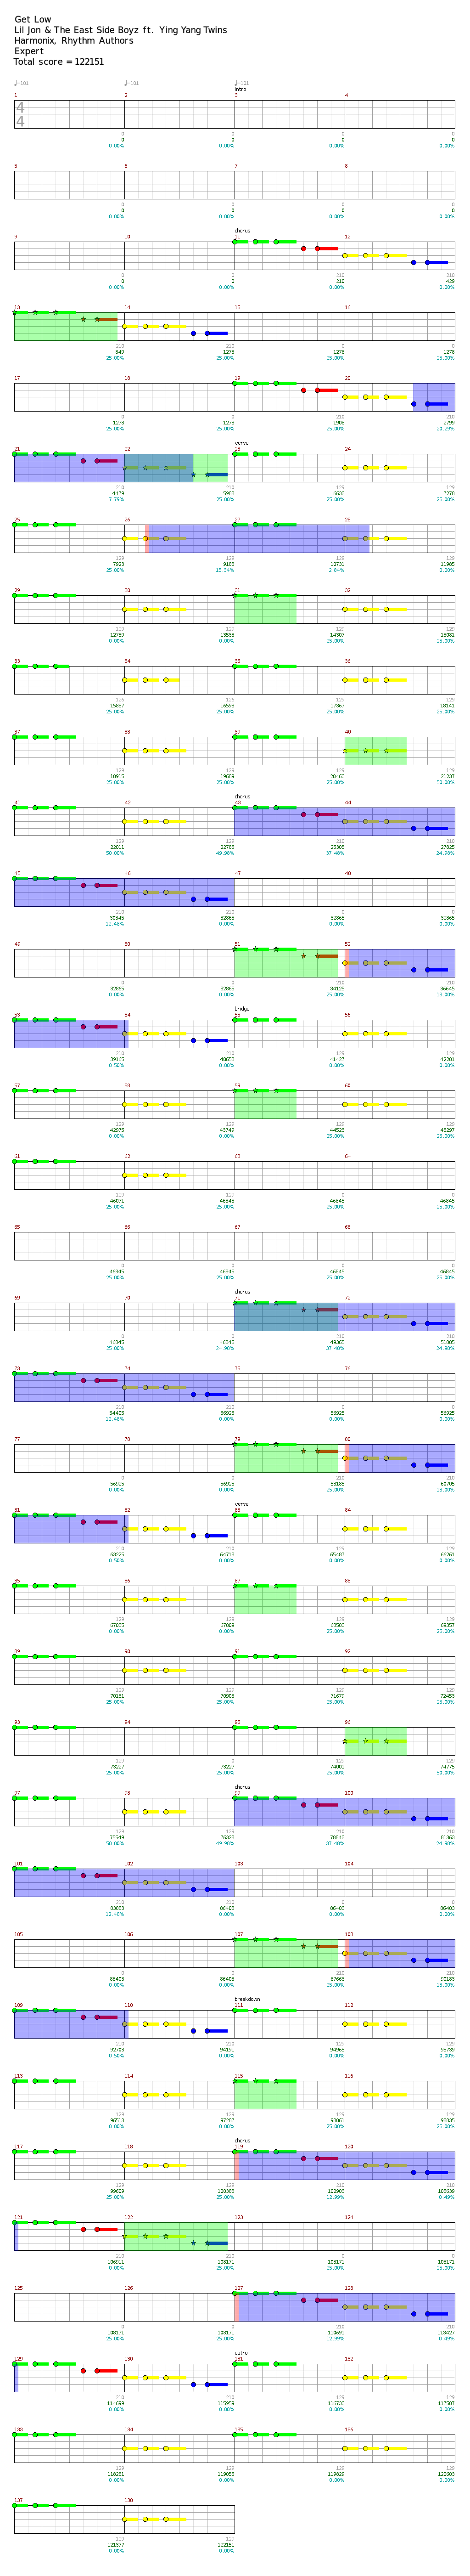 Get Low
Lil Jon & The East Side Boyz ft. Ying Yang Twins
Harmonix, Rhythm Authors
Expert
Total score = 122151
♩=101 ♩=101 ♩=101
intro
1 2 3 4
4
4
0 0 0 0
0 0 0 0
0.00% 0.00% 0.00% 0.00%
5 6 7 8
0 0 0 0
0 0 0 0
0.00% 0.00% 0.00% 0.00%
chorus
9 10 11 12
0 0 210 210
0 0 210 429
0.00% 0.00% 0.00% 0.00%
13 14 15 16
210 210 0 0
849 1278 1278 1278
25.00% 25.00% 25.00% 25.00%
17 18 19 20
0 0 210 210
1278 1278 1908 2799
25.00% 25.00% 25.00% 20.29%
verse
21 22 23 24
210 210 129 129
4479 5988 6633 7278
7.79% 25.00% 25.00% 25.00%
25 26 27 28
129 129 129 129
7923 9183 10731 11985
25.00% 15.34% 2.84% 0.00%
29 30 31 32
129 129 129 129
12759 13533 14307 15081
0.00% 0.00% 25.00% 25.00%
33 34 35 36
129 129 129 129
15837 16593 17367 18141
25.00% 25.00% 25.00% 25.00%
37 38 39 40
129 129 129 129
18915 19689 20463 21237
25.00% 25.00% 25.00% 50.00%
chorus
41 42 43 44
129 129 210 210
22011 22785 25305 27825
50.00% 49.98% 37.48% 24.98%
45 46 47 48
210 210 0 0
30345 32865 32865 32865
12.48% 0.00% 0.00% 0.00%
49 50 51 52
0 0 210 210
32865 32865 34125 36645
0.00% 0.00% 25.00% 13.00%
bridge
53 54 55 56
210 210 129 129
39165 40653 41427 42201
0.50% 0.00% 0.00% 0.00%
57 58 59 60
129 129 129 129
42975 43749 44523 45297
0.00% 0.00% 25.00% 25.00%
61 62 63 64
129 129 0 0
46071 46845 46845 46845
25.00% 25.00% 25.00% 25.00%
65 66 67 68
0 0 0 0
46845 46845 46845 46845
25.00% 25.00% 25.00% 25.00%
chorus
69 70 71 72
0 0 210 210
46845 46845 49365 51885
25.00% 24.98% 37.48% 24.98%
73 74 75 76
210 210 0 0
54405 56925 56925 56925
12.48% 0.00% 0.00% 0.00%
77 78 79 80
0 0 210 210
56925 56925 58185 60705
0.00% 0.00% 25.00% 13.00%
verse
81 82 83 84
210 210 129 129
63225 64713 65487 66261
0.50% 0.00% 0.00% 0.00%
85 86 87 88
129 129 129 129
67035 67809 68583 69357
0.00% 0.00% 25.00% 25.00%
89 90 91 92
129 129 129 129
70131 70905 71679 72453
25.00% 25.00% 25.00% 25.00%
93 94 95 96
129 0 129 129
73227 73227 74001 74775
25.00% 25.00% 25.00% 50.00%
chorus
97 98 99 100
129 129 210 210
75549 76323 78843 81363
50.00% 49.98% 37.48% 24.98%
101 102 103 104
210 210 0 0
83883 86403 86403 86403
12.48% 0.00% 0.00% 0.00%
105 106 107 108
0 0 210 210
86403 86403 87663 90183
0.00% 0.00% 25.00% 13.00%
breakdown
109 110 111 112
210 210 129 129
92703 94191 94965 95739
0.50% 0.00% 0.00% 0.00%
113 114 115 116
129 129 129 129
96513 97287 98061 98835
0.00% 0.00% 25.00% 25.00%
chorus
117 118 119 120
129 129 210 210
99609 100383 102903 105639
25.00% 25.00% 12.99% 0.49%
121 122 123 124
210 210 0 0
106911 108171 108171 108171
0.00% 25.00% 25.00% 25.00%
125 126 127 128
0 0 210 210
108171 108171 110691 113427
25.00% 25.00% 12.99% 0.49%
outro
129 130 131 132
210 210 129 129
114699 115959 116733 117507
0.00% 0.00% 0.00% 0.00%
133 134 135 136
129 129 129 129
118281 119055 119829 120603
0.00% 0.00% 0.00% 0.00%
137 138
129 129
121377 122151
0.00% 0.00%